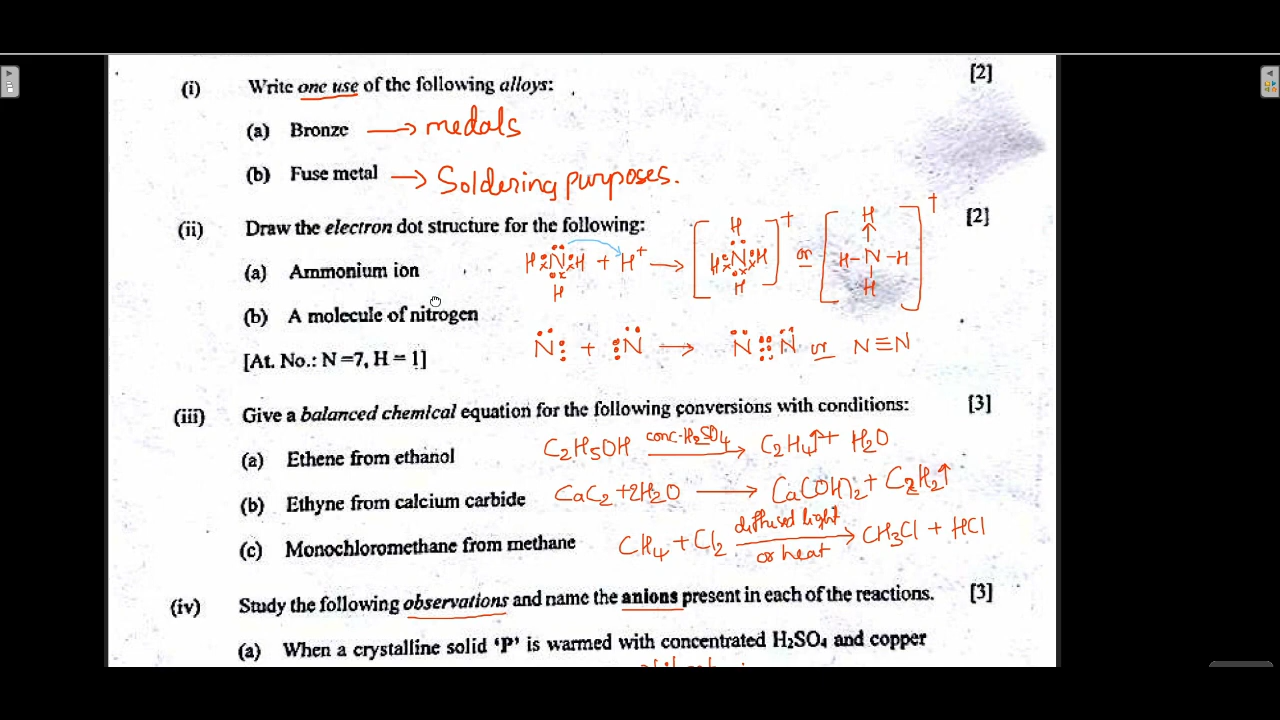 (i) Write one use of the following alloys: [2]
(a) Bronze → medals
(b) Fuse metal → Soldering purposes.
(ii) Draw the electron dot structure for the following: [2]
(a) Ammonium ion H N H + H+ → [H N H]+ or [H-N-H]+
H H H H H
(b) A molecule of nitrogen
N + N → N N or N≡N
[At. No.: N =7, H = 1]
(iii) Give a balanced chemical equation for the following conversions with conditions: [3]
(a) Ethene from ethanol C2H5OH conc.H2SO4 → C2H4↑ + H2O
(b) Ethyne from calcium carbide CaC2 + 2H2O → Ca(OH)2 + C2H2↑
(c) Monochloromethane from methane CH4 + Cl2 diffused light or heat → CH3Cl + HCl
(iv) Study the following observations and name the anions present in each of the reactions. [3]
(a) When a crystalline solid ‘P’ is warmed with concentrated H2SO4 and copper